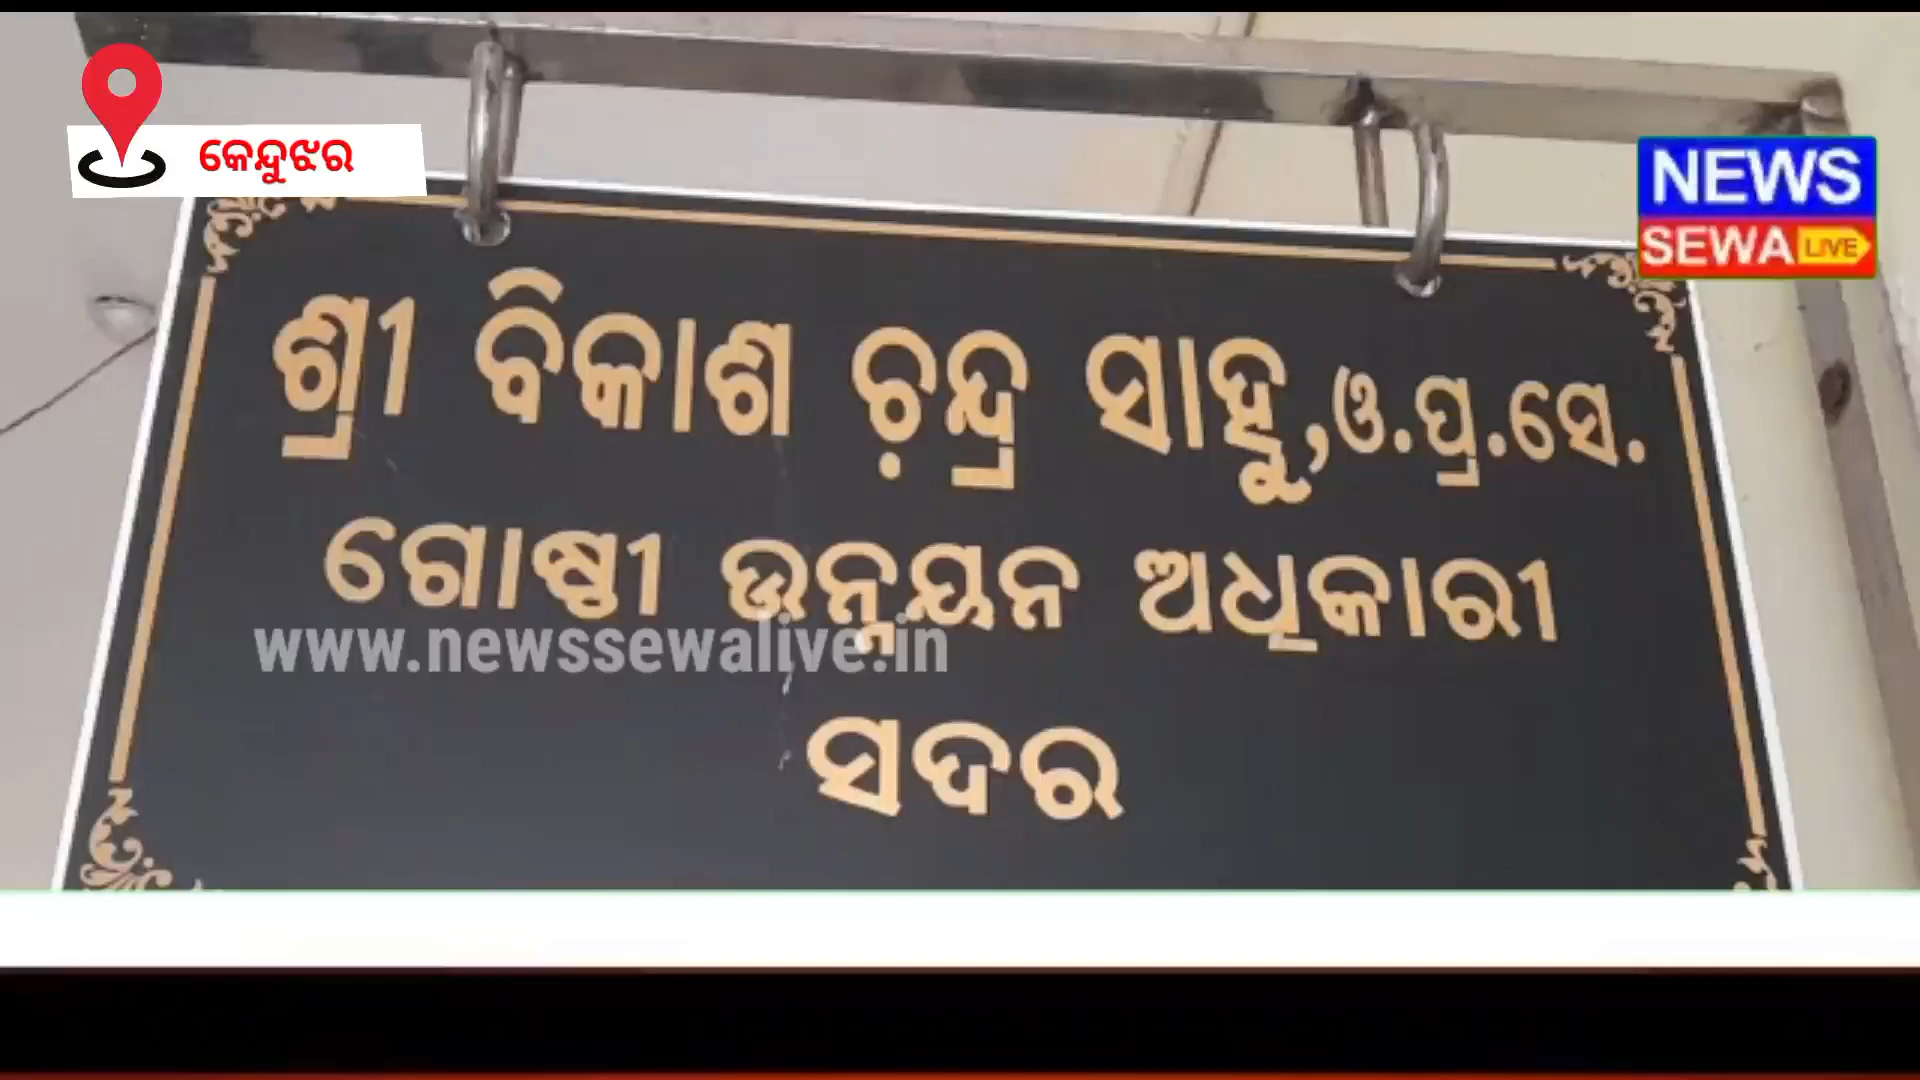 କେନ୍ଦୁଝର
NEWS
SEWA LIVE
ଶ୍ରୀ ବିକାଶ ଚନ୍ଦ୍ର ସାହୁ,ଓ.ପ୍ର.ସେ.
ଗୋଷ୍ଠୀ ଉନ୍ନୟନ ଅଧିକାରୀ
www.newssewalive.in
ସଦର